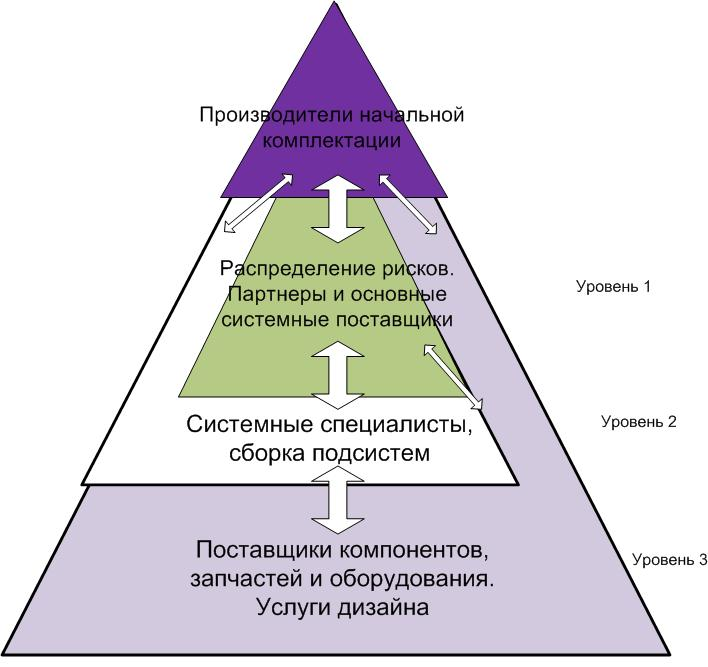 Производители начальной
комплектации
Распределение рисков.
Партнеры и основные
системные поставщики
Уровень 1
Системные специалисты,
сборка подсистем
Уровень 2
Поставщики компонентов,
запчастей и оборудования.
Услуги дизайна
Уровень 3